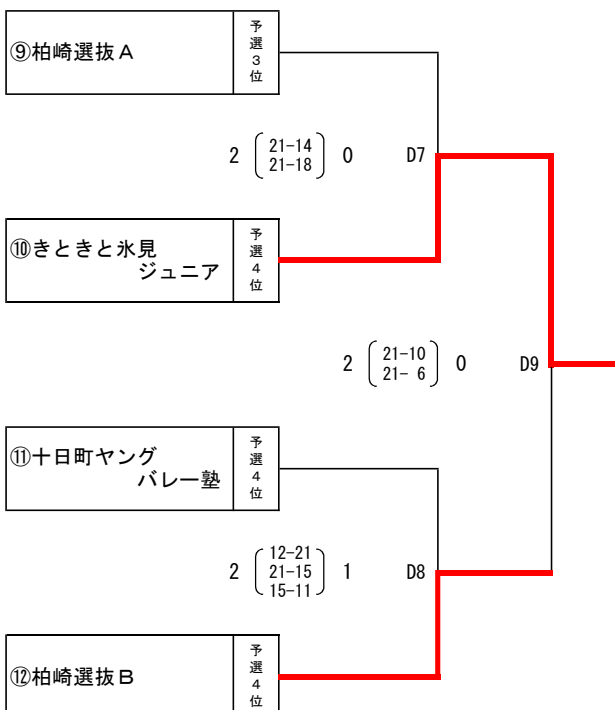 ⑨柏崎選抜A
予選3位
2 21-14 0 D7
21-18
⑩きときと氷見
ジュニア
予選4位
2 21-10 0 D9
21- 6
⑪十日町ヤング
バレー塾
予選4位
12-21
2 21-15 1 D8
15-11
⑫柏崎選抜B
予選4位